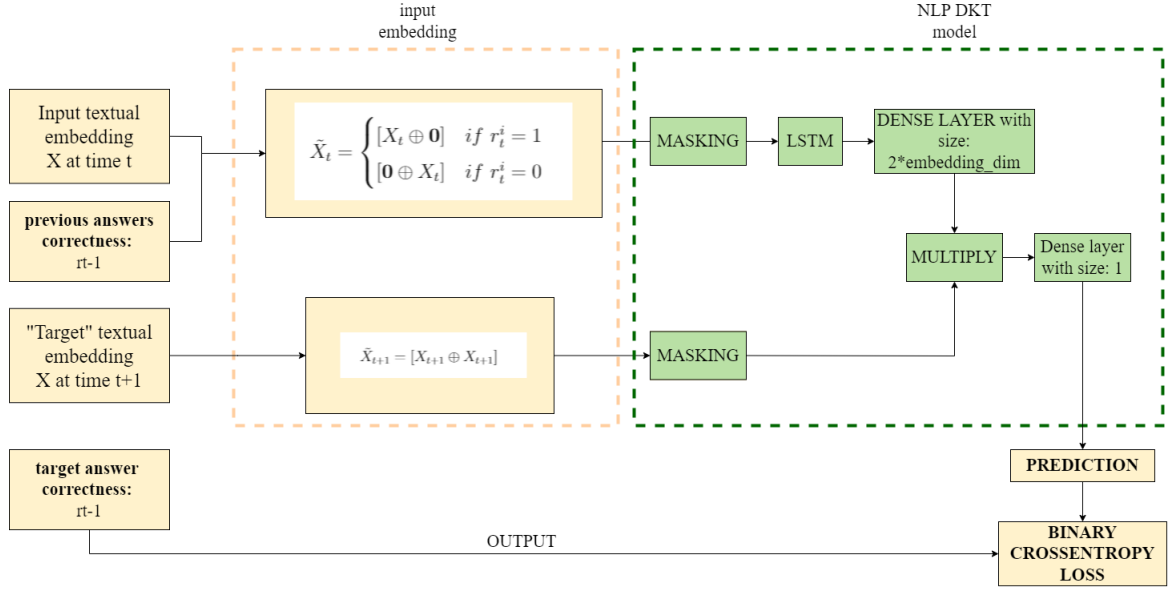 input
embedding
NLP DKT
model
Input textual
embedding
X at time t
previous answers
correctness:
rt-1
X̃_t = { [X_t ⊕ 0] if r_t^i = 1
[0 ⊕ X_t] if r_t^i = 0
MASKING
LSTM
DENSE LAYER with
size:
2*embedding_dim
MULTIPLY
Dense layer
with size: 1
"Target" textual
embedding
X at time t+1
X̃_{t+1} = [X_{t+1} ⊕ X_{t+1}]
MASKING
target answer
correctness:
rt-1
PREDICTION
OUTPUT
BINARY
CROSSENTROPY
LOSS